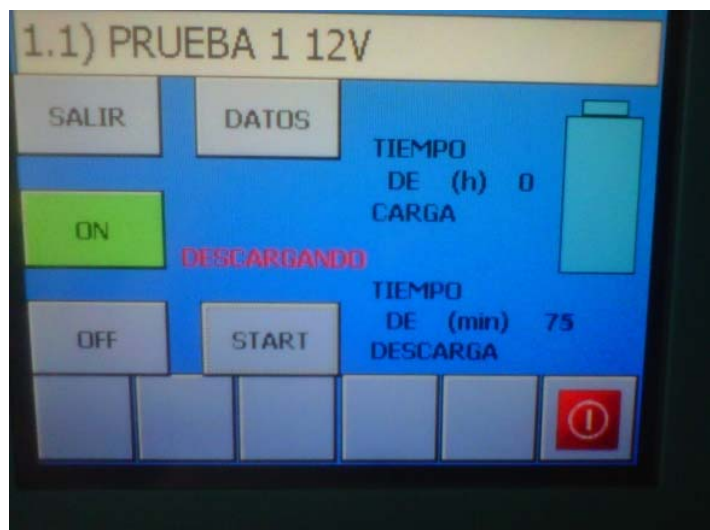 1.1) PRUEBA 1 12V
SALIR
DATOS
TIEMPO
DE (h) 0
CARGA
ON
DESCARGANDO
TIEMPO
DE (min) 75
DESCARGA
OFF
START